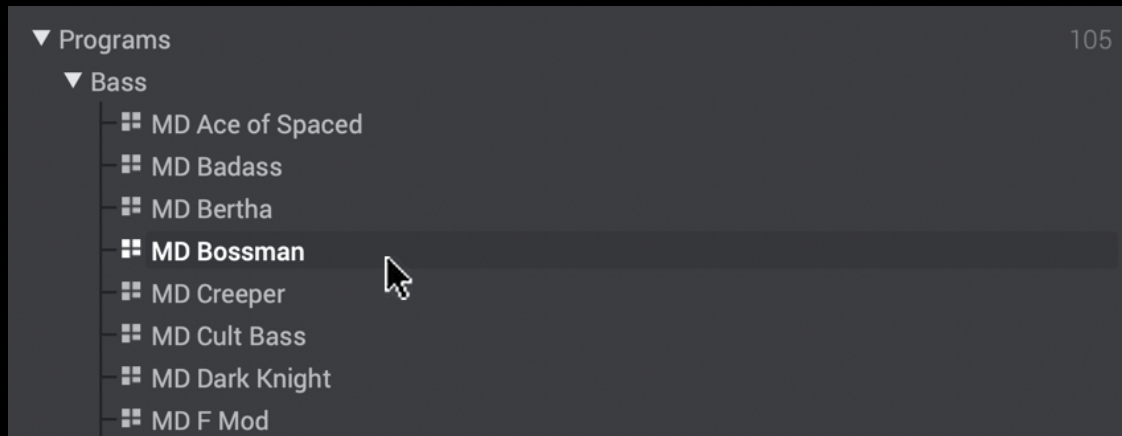 Programs 105
Bass
MD Ace of Spaced
MD Badass
MD Bertha
MD Bossman
MD Creeper
MD Cult Bass
MD Dark Knight
MD F Mod